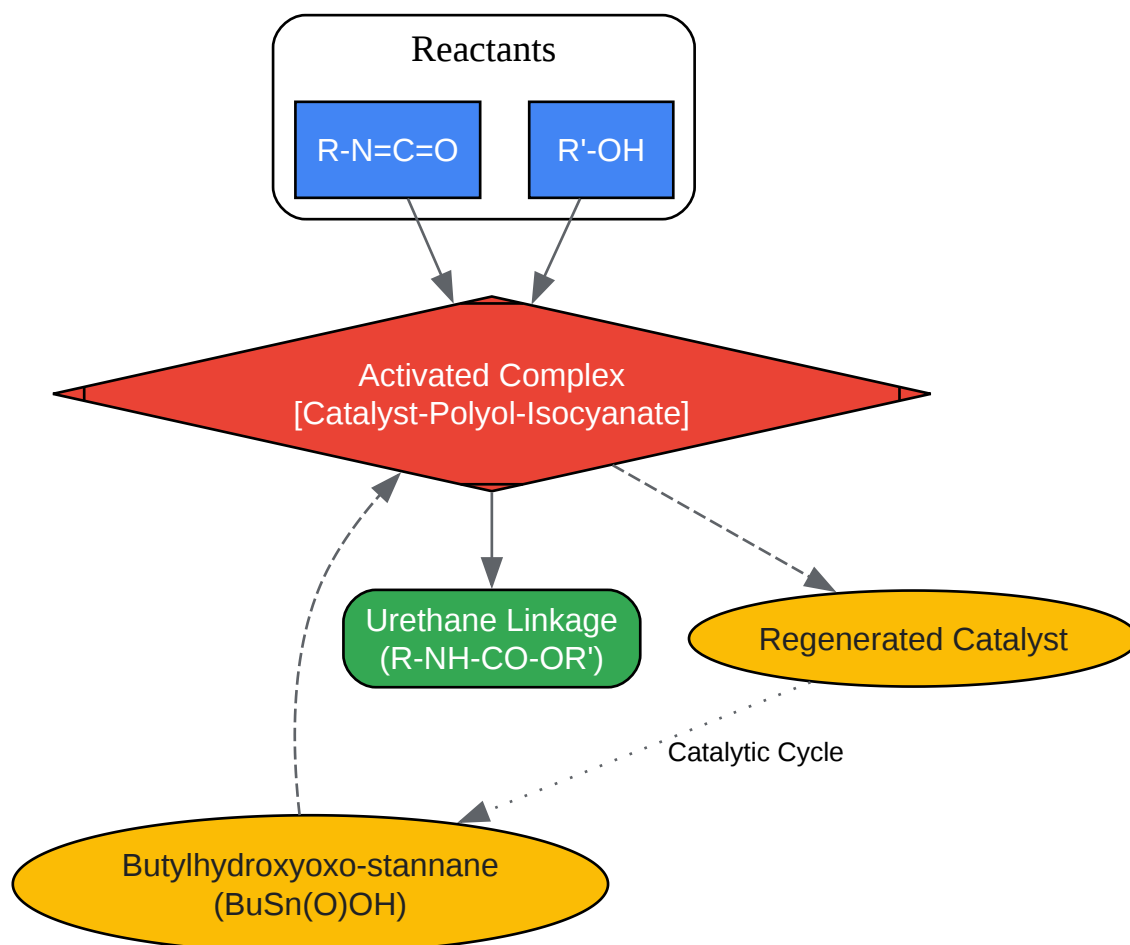 Reactants
R-N=C=O
R'-OH
Activated Complex
[Catalyst-Polyol-Isocyanate]
Urethane Linkage
(R-NH-CO-OR')
Regenerated Catalyst
Catalytic Cycle
Butylhydroxyoxo-stannane
(BuSn(O)OH)